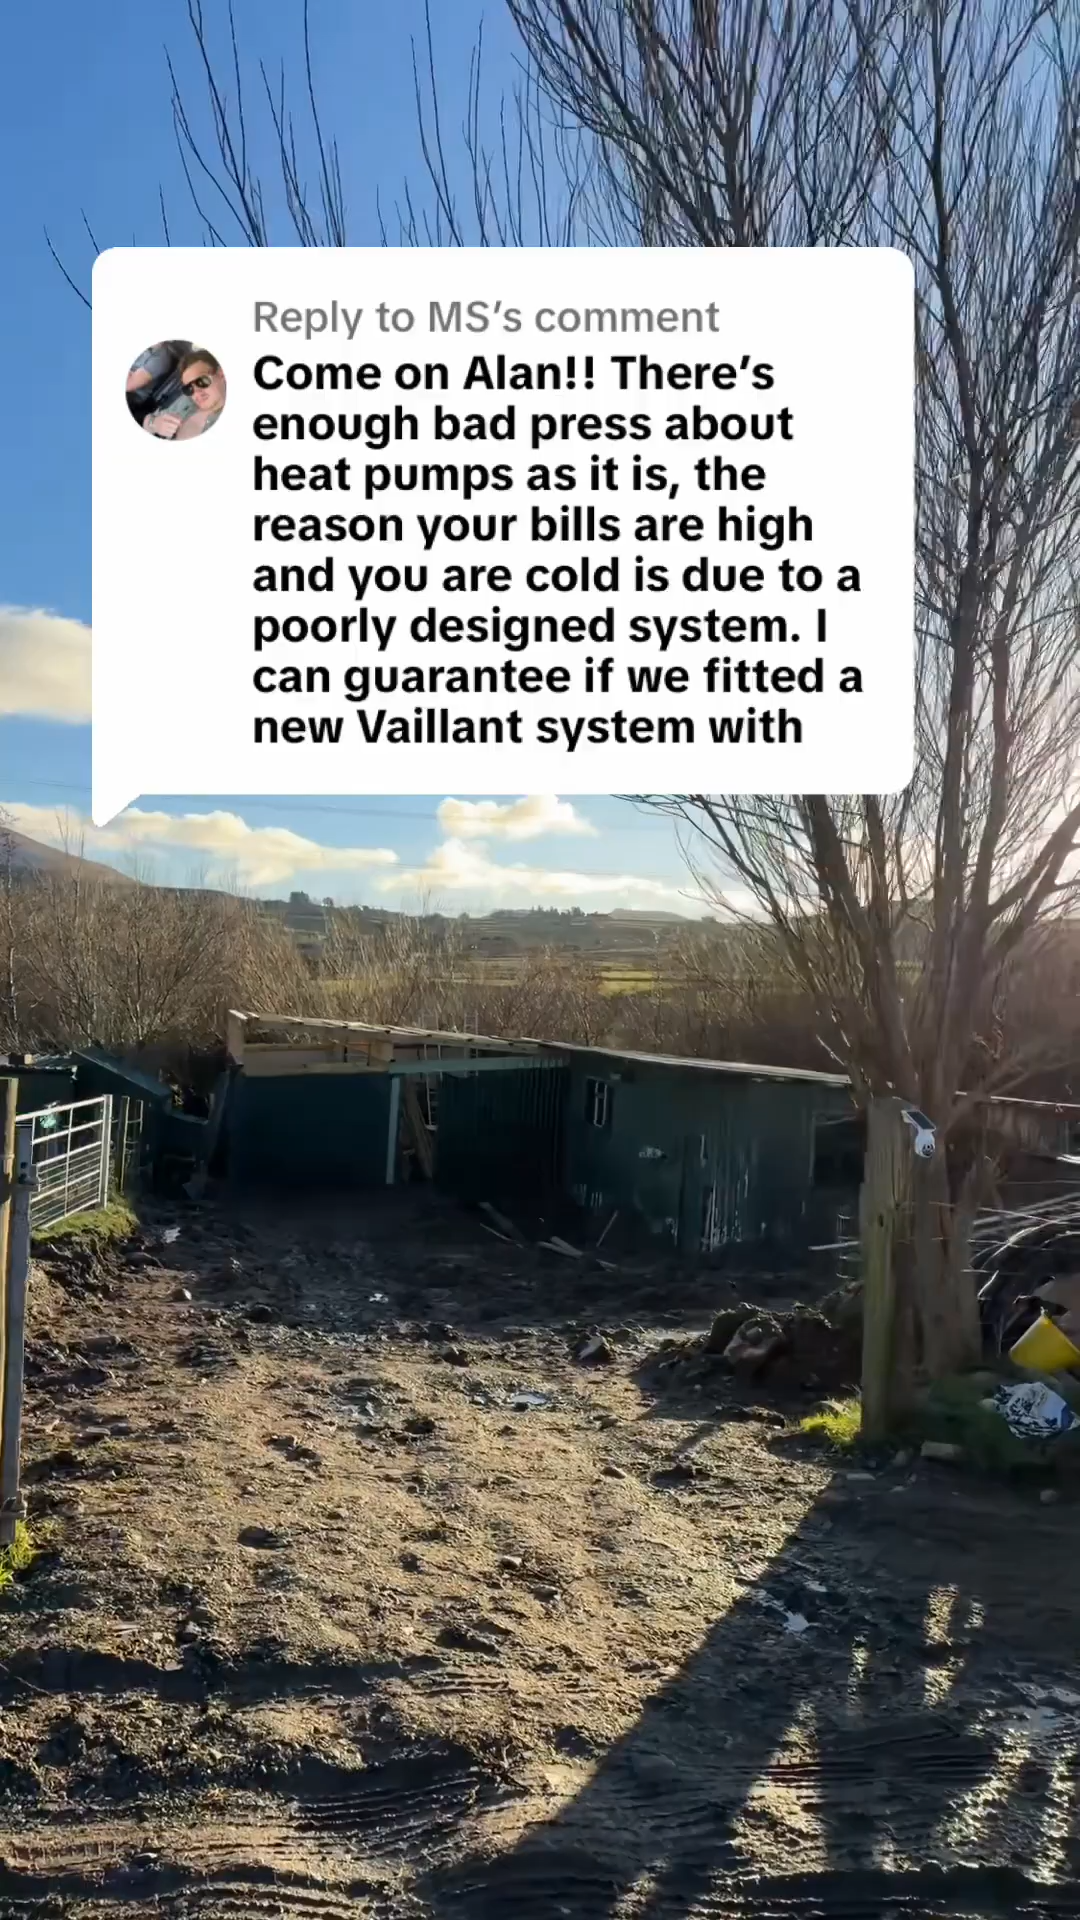 Reply to MS’s comment
Come on Alan!! There’s
enough bad press about
heat pumps as it is, the
reason your bills are high
and you are cold is due to a
poorly designed system. I
can guarantee if we fitted a
new Vaillant system with